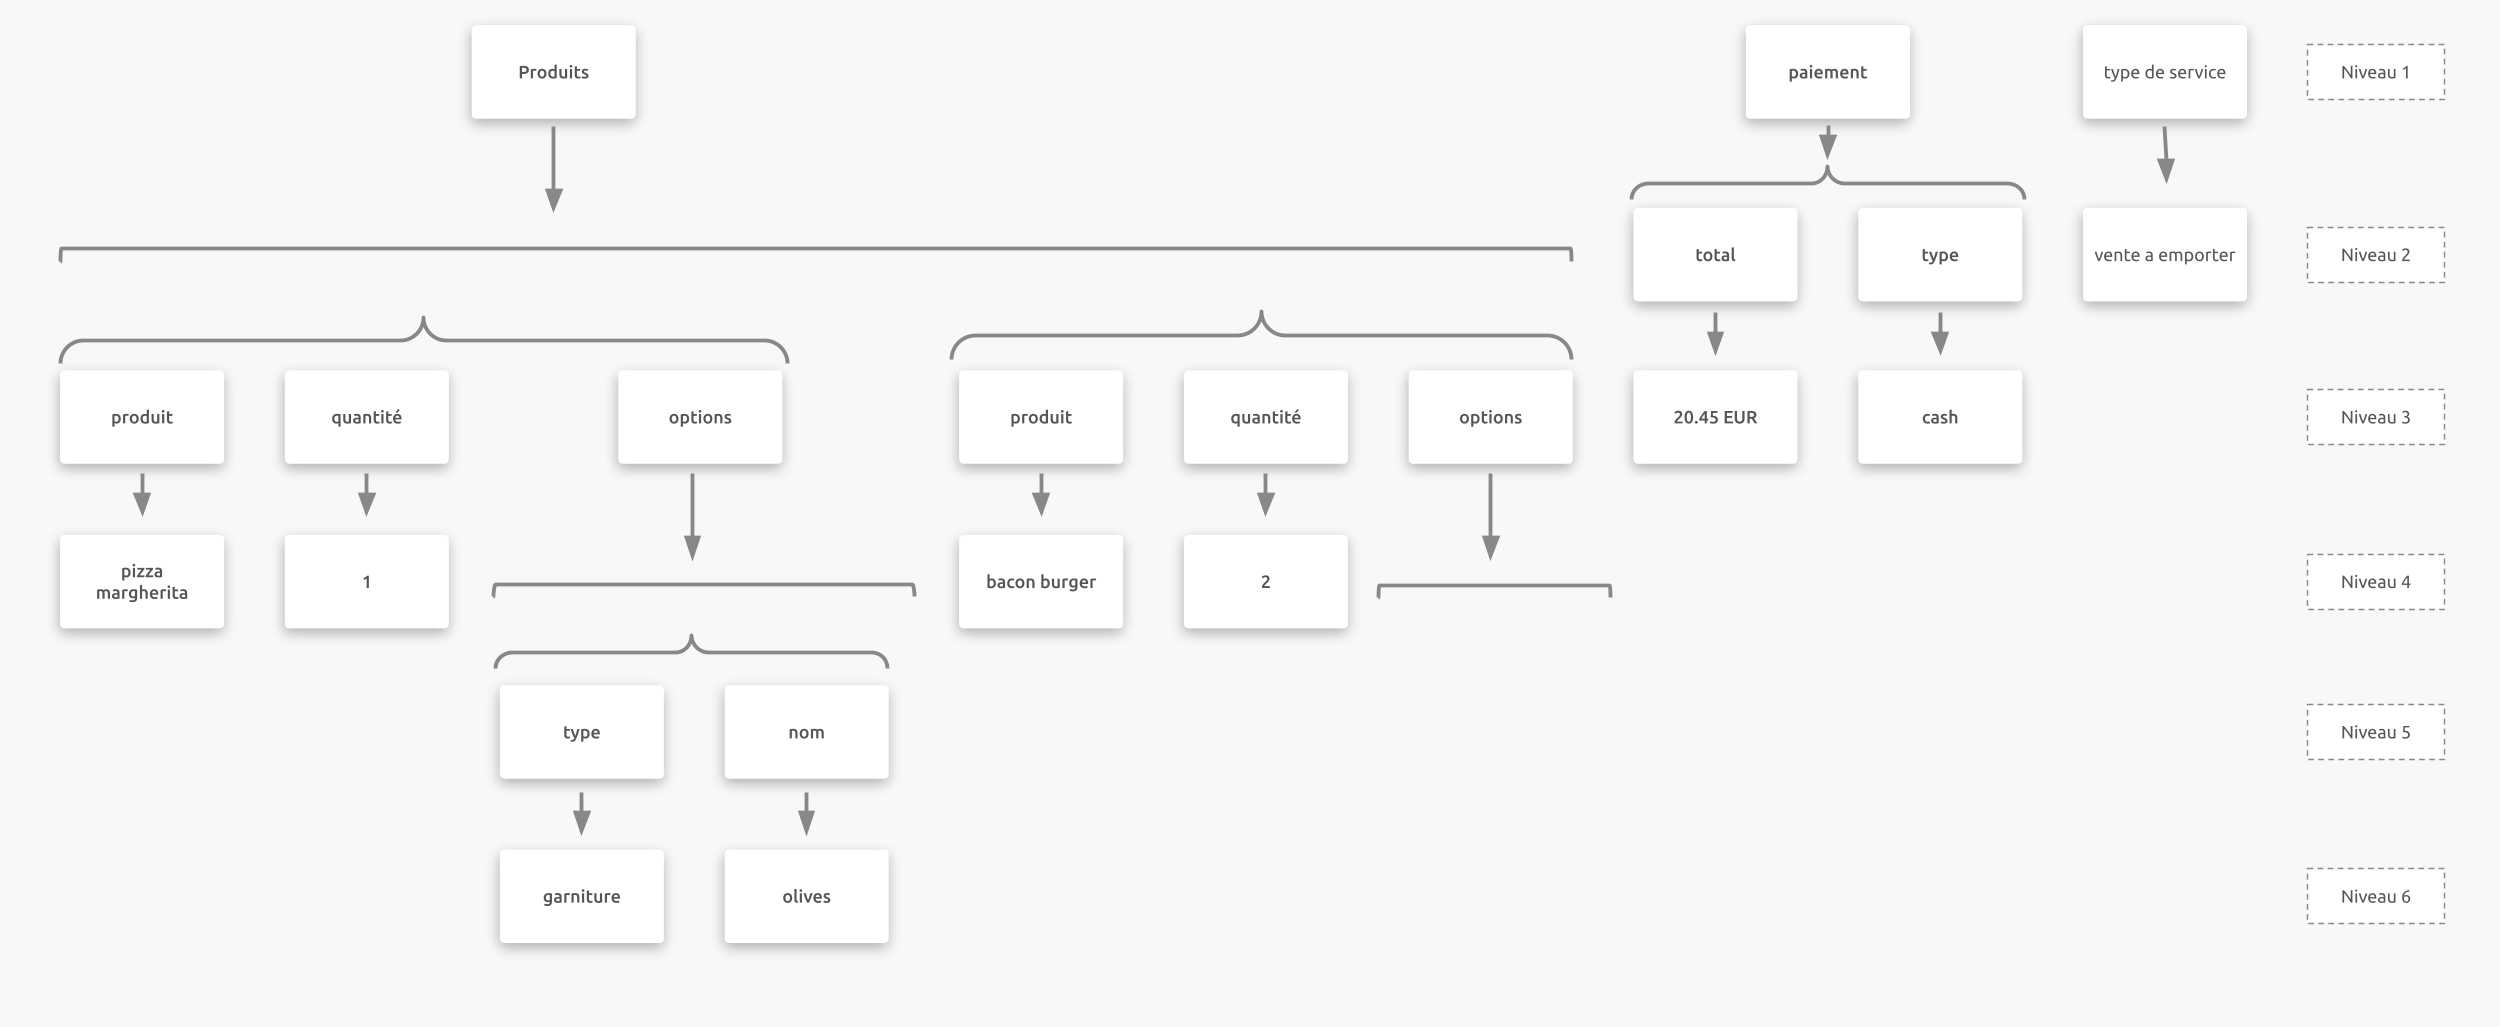 Produits
paiement
type de service
Niveau 1
total
type
vente a emporter
Niveau 2
produit
quantité
options
produit
quantité
options
20.45 EUR
cash
Niveau 3
pizza
margherita
1
bacon burger
2
Niveau 4
type
nom
Niveau 5
garniture
olives
Niveau 6